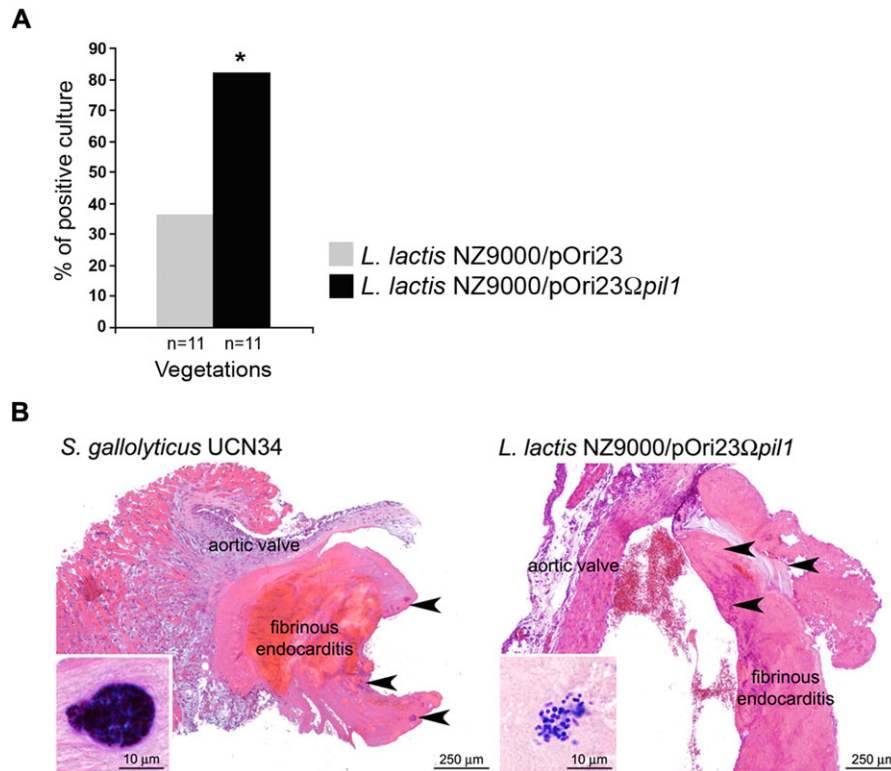 A
*
% of positive culture
90
80
70
60
50
40
30
20
10
0
n=11 n=11
Vegetations
L. lactis NZ9000/pOri23
L. lactis NZ9000/pOri23Ωpil1
B
S. gallolyticus UCN34
aortic valve
fibrinous
endocarditis
10 µm
250 µm
L. lactis NZ9000/pOri23Ωpil1
aortic valve
fibrinous
endocarditis
10 µm
250 µm